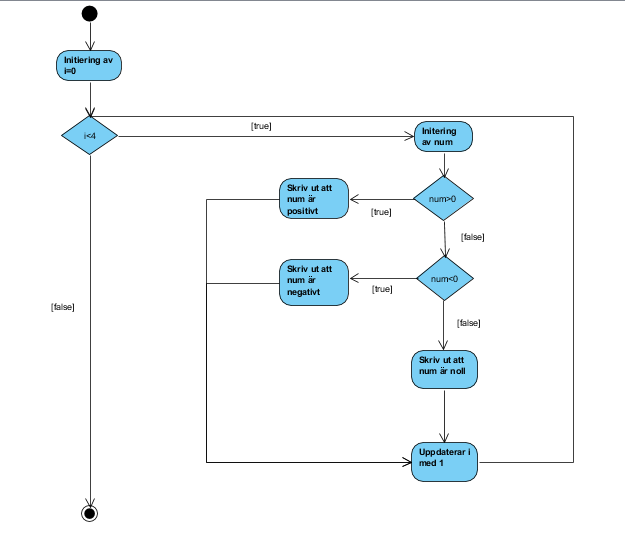 Initiering av
i=0
i<4
[true]
Initering
av num
Skriv ut att
num är
positivt
num>0
[true]
[false]
Skriv ut att
num är
negativt
num<0
[true]
[false]
[false]
Skriv ut att
num är noll
Uppdaterar i
med 1